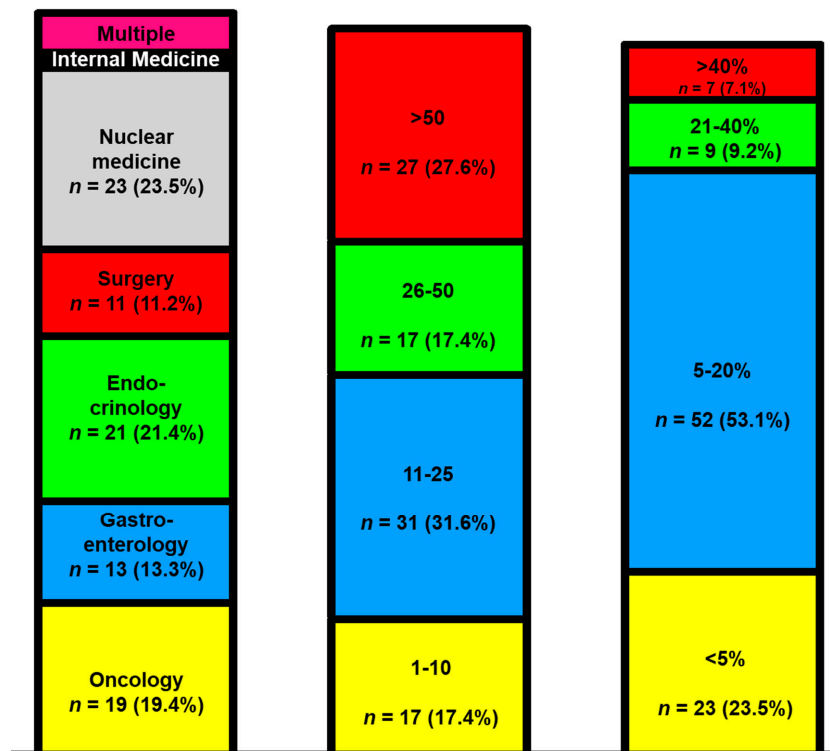 Multiple
Internal Medicine
Nuclear
medicine
n = 23 (23.5%)
Surgery
n = 11 (11.2%)
Endo-
crinology
n = 21 (21.4%)
Gastro-
enterology
n = 13 (13.3%)
Oncology
n = 19 (19.4%)
>50
n = 27 (27.6%)
26-50
n = 17 (17.4%)
11-25
n = 31 (31.6%)
1-10
n = 17 (17.4%)
>40%
n = 7 (7.1%)
21-40%
n = 9 (9.2%)
5-20%
n = 52 (53.1%)
<5%
n = 23 (23.5%)